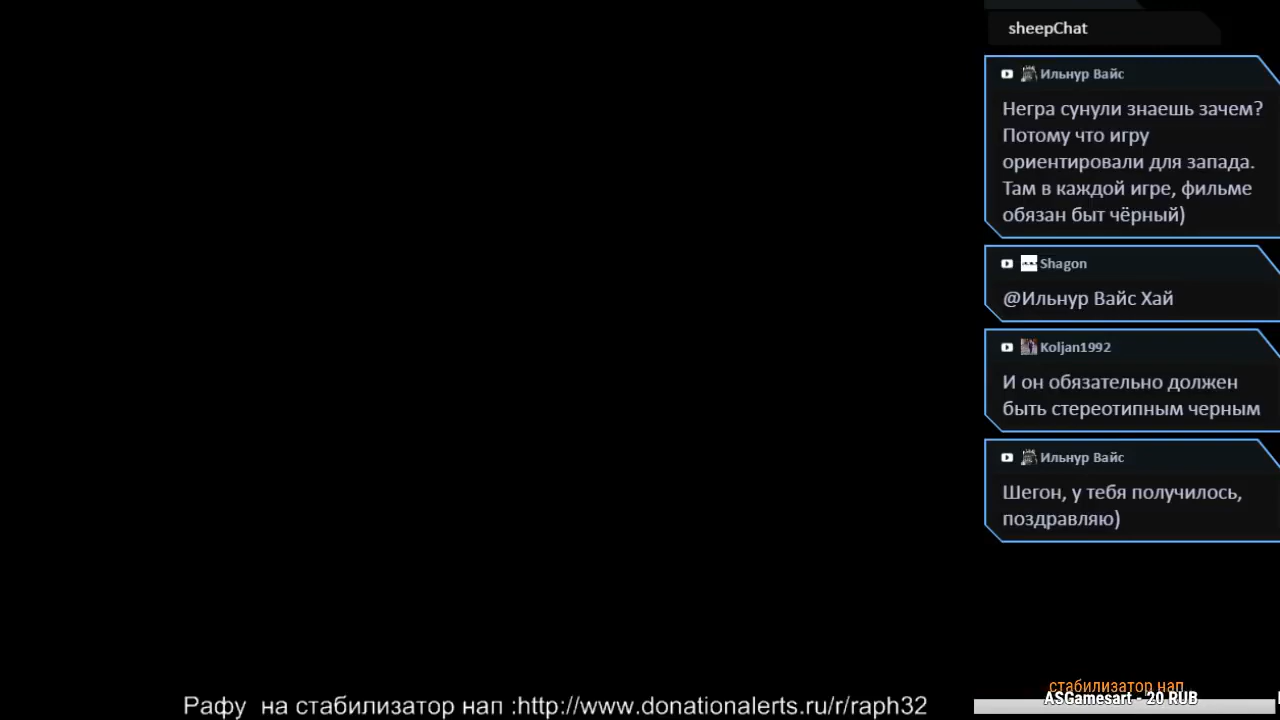 sheepChat
Ильнур Вайс
Негра сунули знаешь зачем?
Потому что игру
ориентировали для запада.
Там в каждой игре, фильме
обязан быт чёрный)
Shagon
@Ильнур Вайс Хай
Koljan1992
И он обязательно должен
быть стереотипным черным
Ильнур Вайс
Шегон, у тебя получилось,
поздравляю)
стабилизатор нап
ASGamesart - 20 RUB
Рафу на стабилизатор нап :http://www.donationalerts.ru/r/raph32